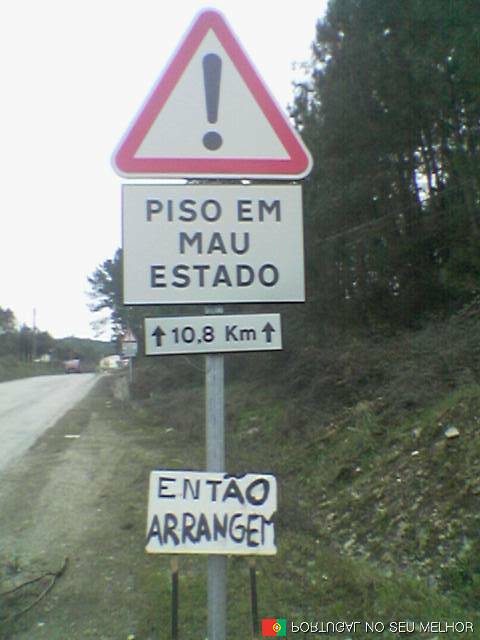 PISO EM
MAU
ESTADO
10,8 Km
ENTÃO
ARRANGEM
PORTUGAL NO SEU MELHOR